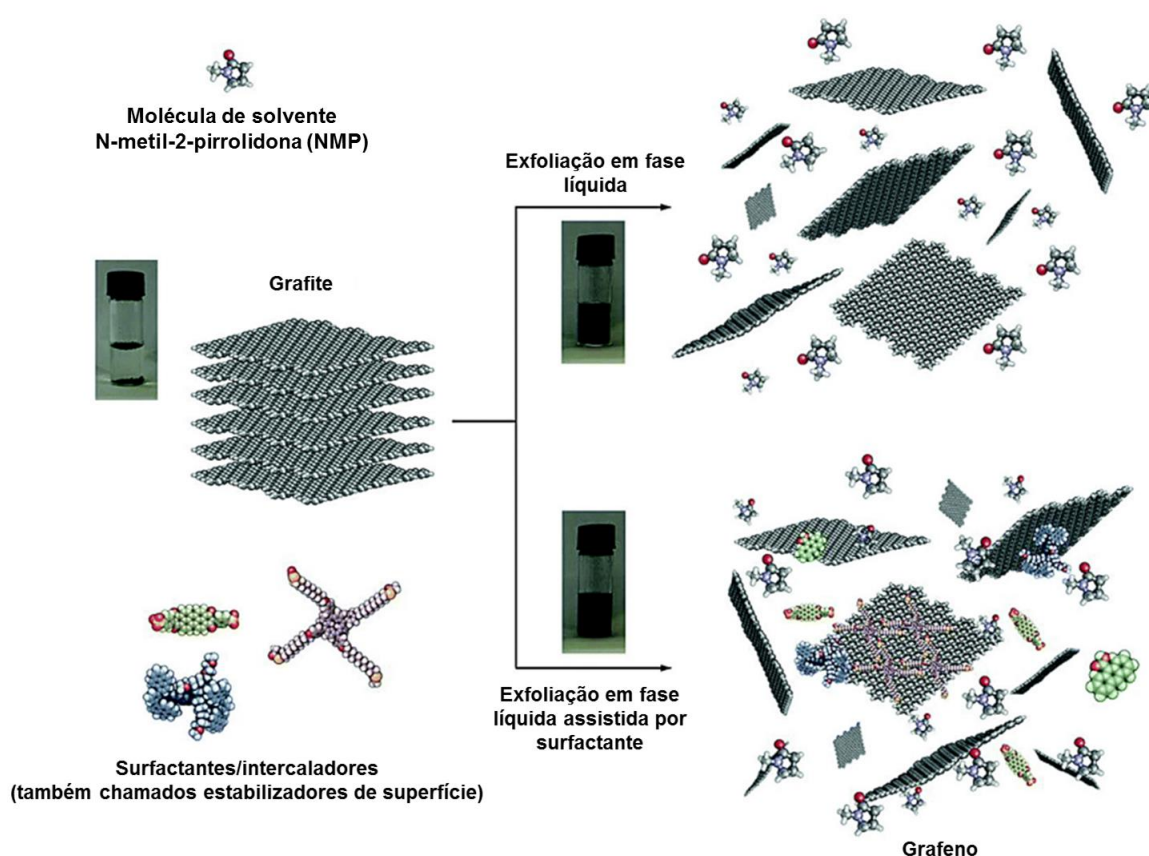 Molécula de solvente
N-metil-2-pirrolidona (NMP)
Exfoliação em fase
líquida
Grafite
Exfoliação em fase
líquida assistida por
surfactante
Surfactantes/intercaladores
(também chamados estabilizadores de superfície)
Grafeno